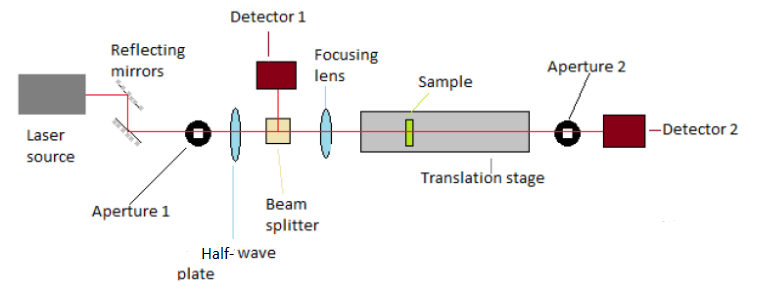 Detector 1
Reflecting
mirrors
Focusing
lens
Sample
Aperture 2
Laser
source
Detector 2
Translation stage
Aperture 1
Beam
splitter
Half- wave
plate